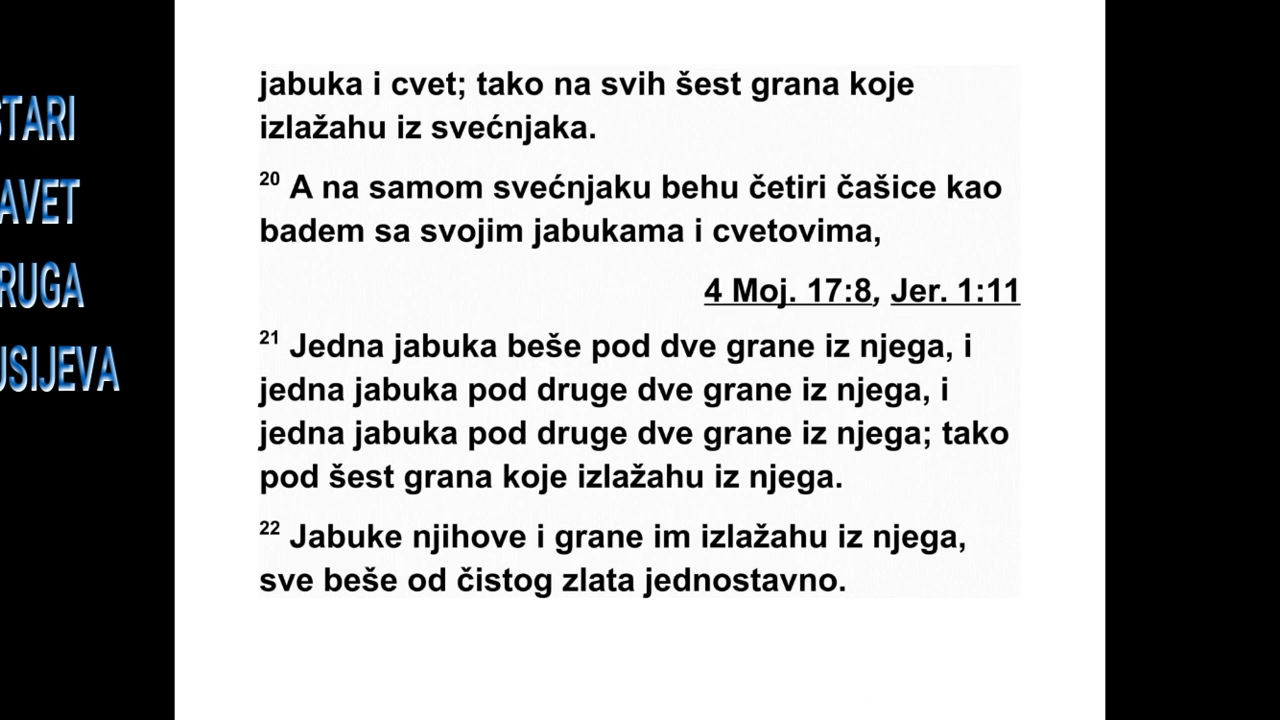 STARI
AVET
RUGA
USIJEVA
jabuka i cvet; tako na svih šest grana koje
izlažahu iz svećnjaka.
20 A na samom svećnjaku behu četiri čašice kao
badem sa svojim jabukama i cvetovima,
4 Moj. 17:8, Jer. 1:11
21 Jedna jabuka beše pod dve grane iz njega, i
jedna jabuka pod druge dve grane iz njega, i
jedna jabuka pod druge dve grane iz njega; tako
pod šest grana koje izlažahu iz njega.
22 Jabuke njihove i grane im izlažahu iz njega,
sve beše od čistog zlata jednostavno.